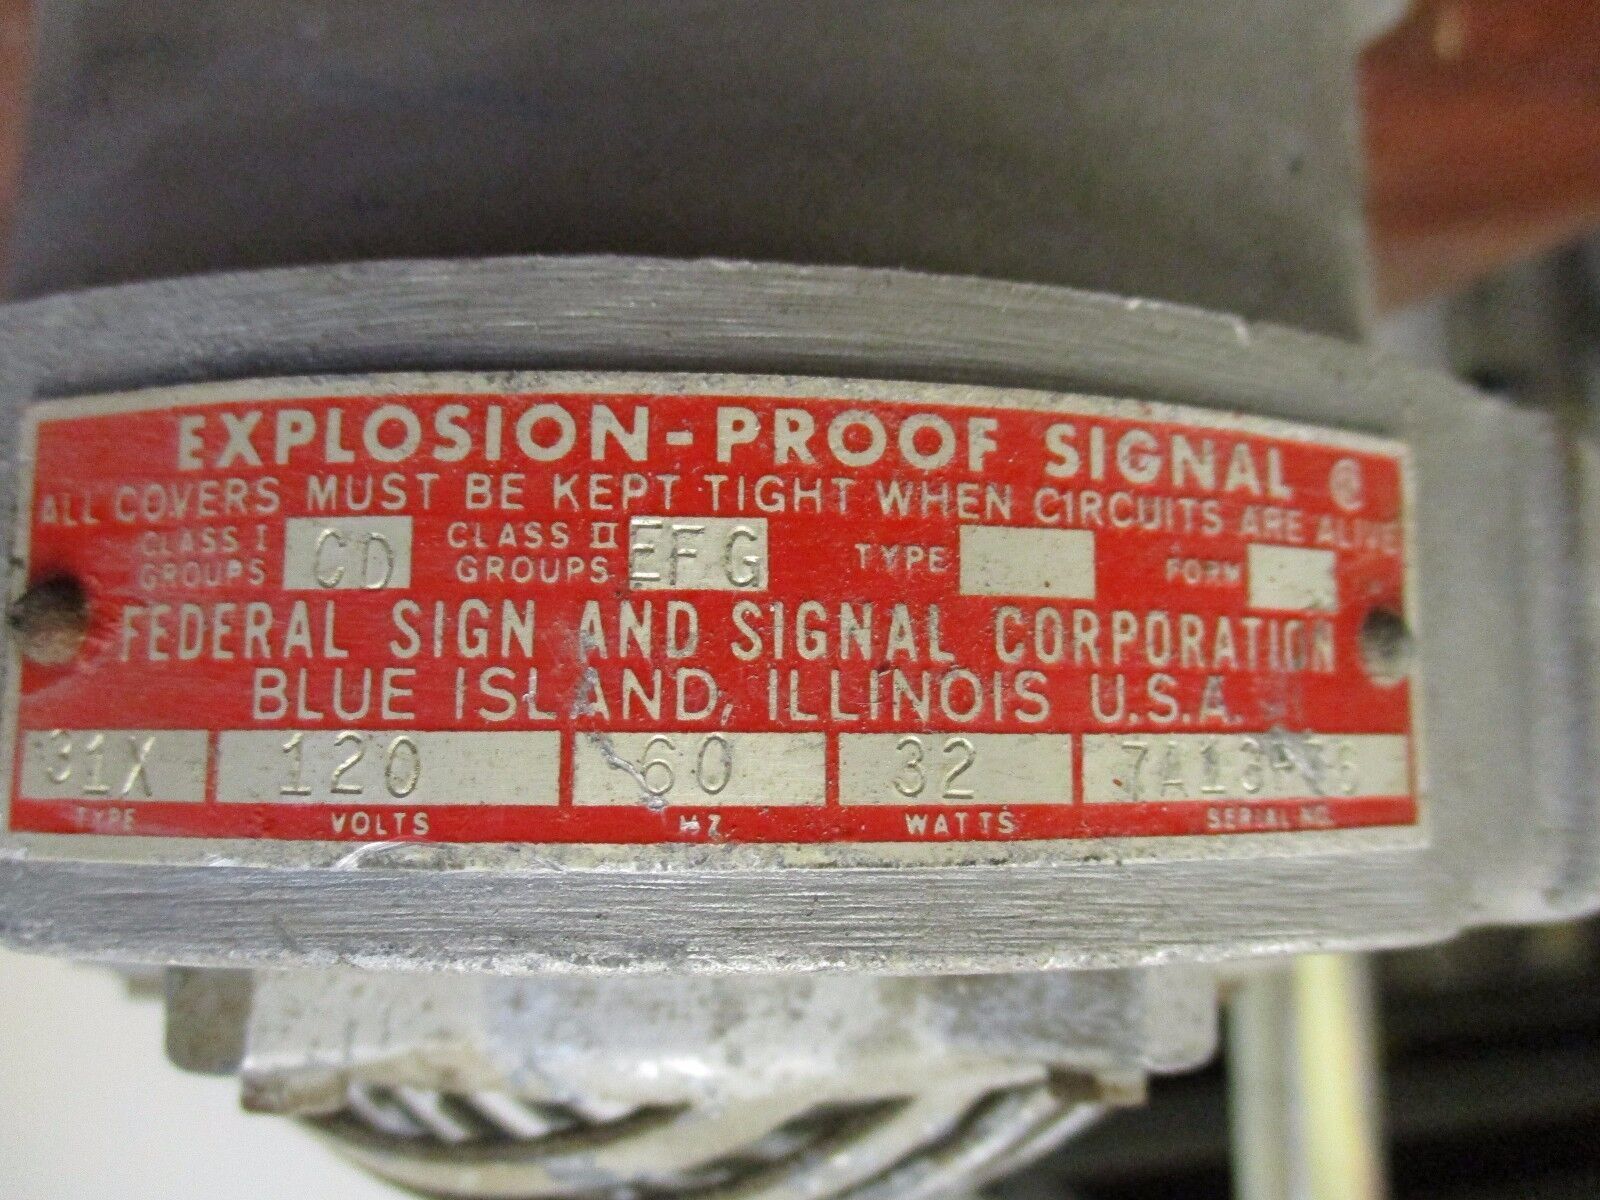 EXPLOSION-PROOF SIGNAL
ALL COVERS MUST BE KEPT TIGHT WHEN CIRCUITS ARE ALIVE
CLASS I GROUPS CD CLASS II GROUPS EFG TYPE FORM
FEDERAL SIGN AND SIGNAL CORPORATION
BLUE ISLAND, ILLINOIS U.S.A.
31X 120 60 32
TYPE VOLTS HZ WATTS SERIAL NO.